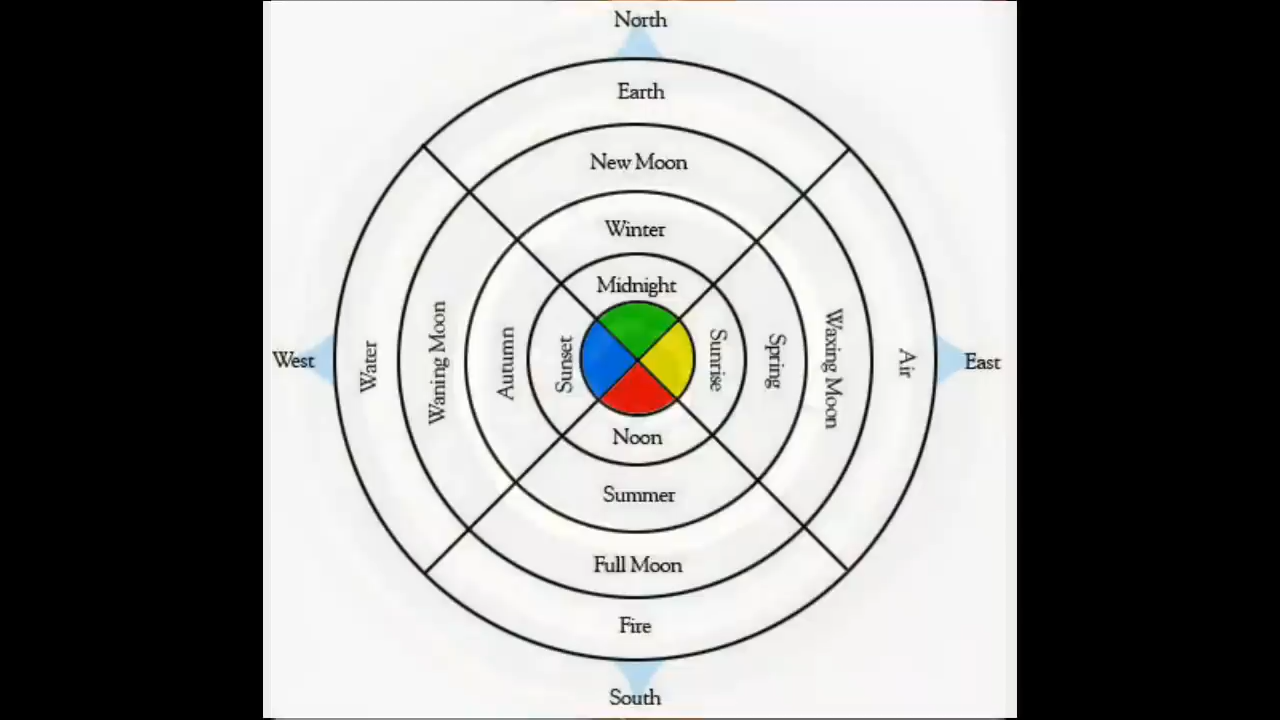 North
Earth
New Moon
Winter
Midnight
West
Water
Waning Moon
Autumn
Sunset
Sunrise
Spring
Waxing Moon
Air
East
Noon
Summer
Full Moon
Fire
South